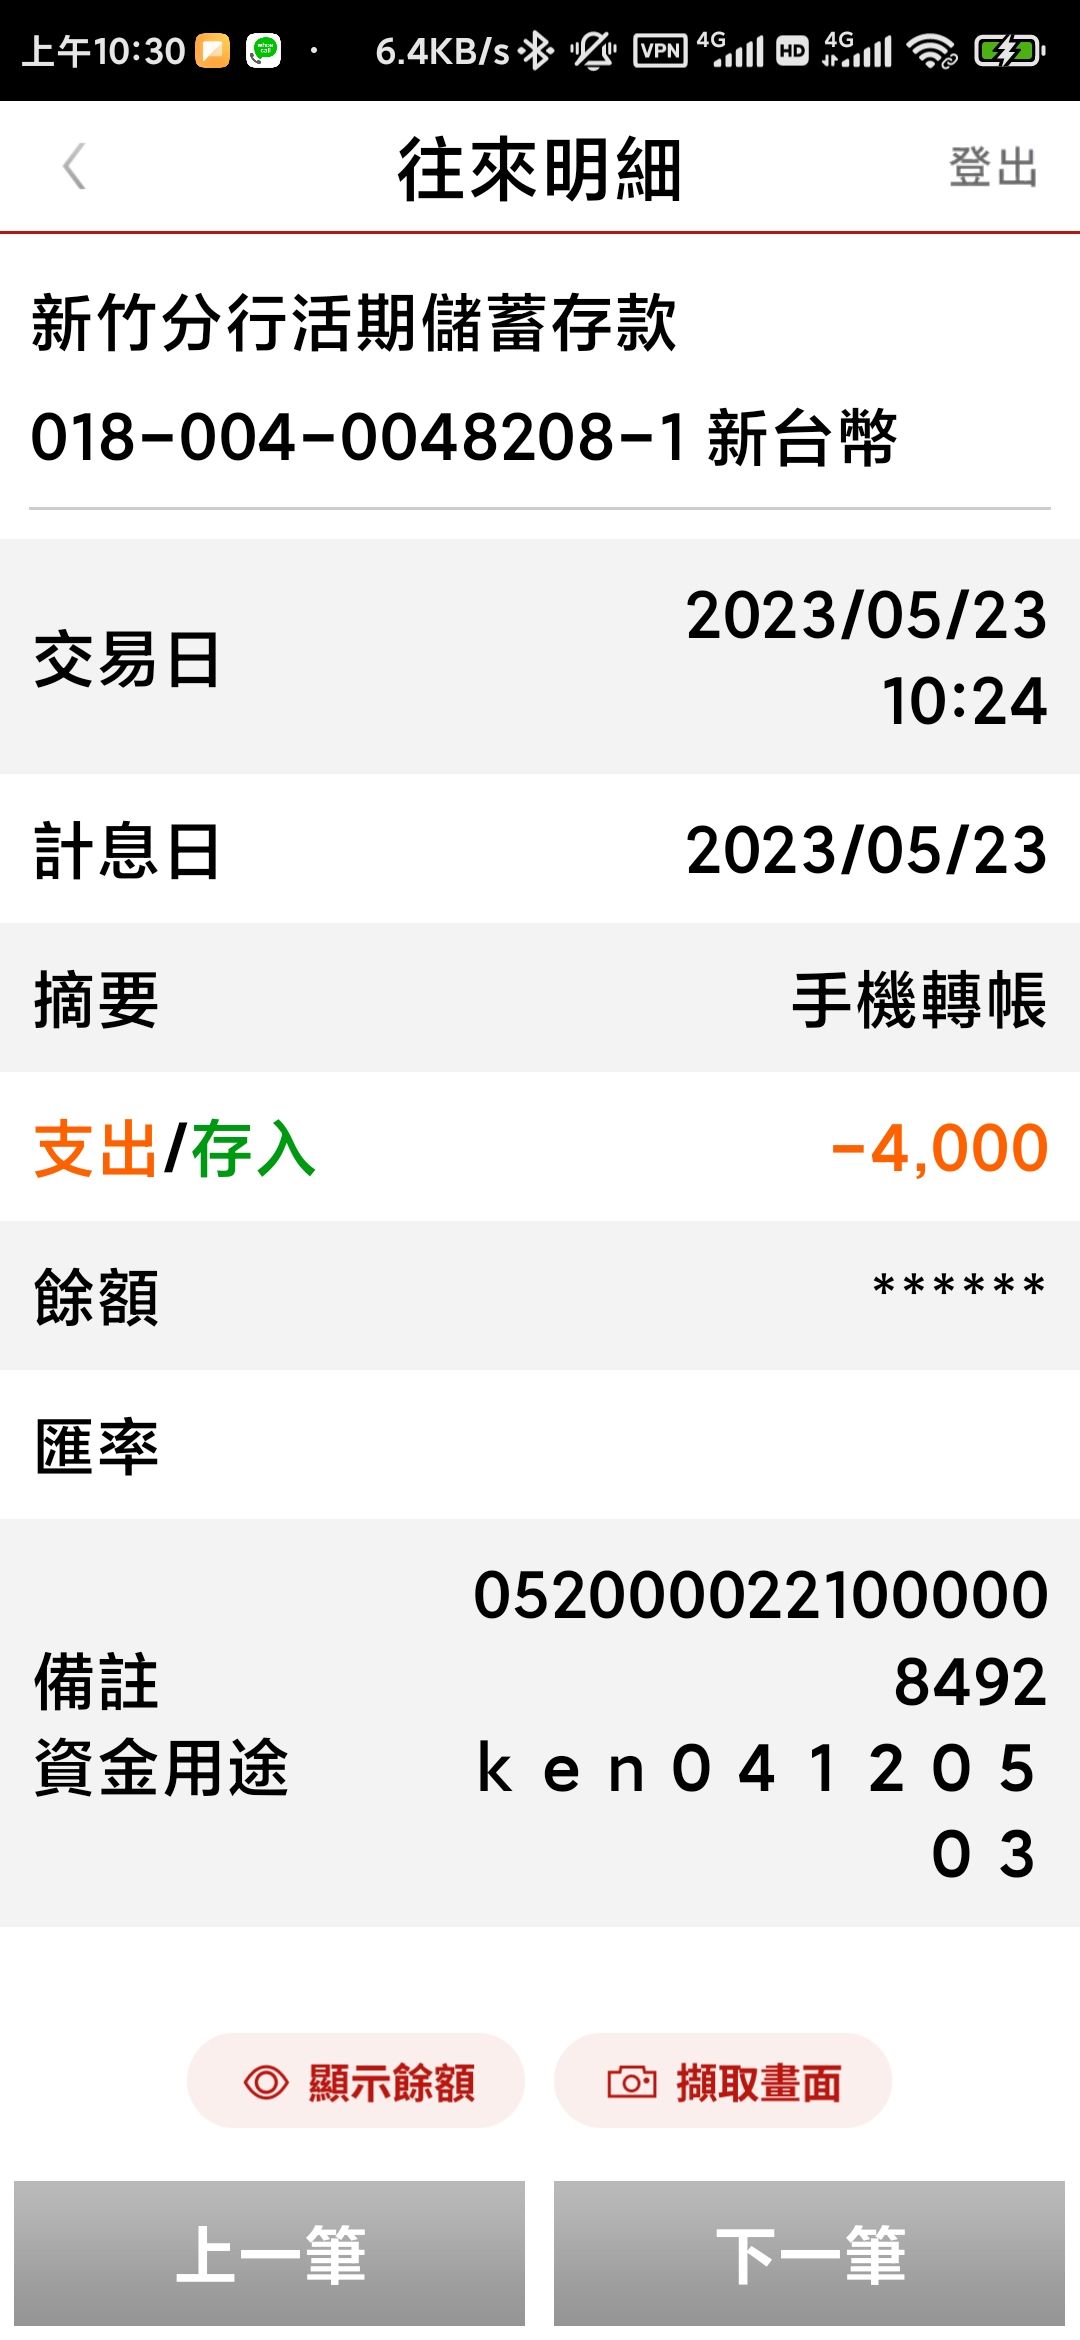 上午10:30 · 6.4KB/s VPN 4G HD 4G
往來明細 登出
新竹分行活期儲蓄存款
018-004-0048208-1 新台幣
交易日 2023/05/23
10:24
計息日 2023/05/23
摘要 手機轉帳
支出/存入 -4,000
餘額 ******
匯率
052000022100000
備註 8492
資金用途 ken041205
03
顯示餘額 擷取畫面
上一筆 下一筆